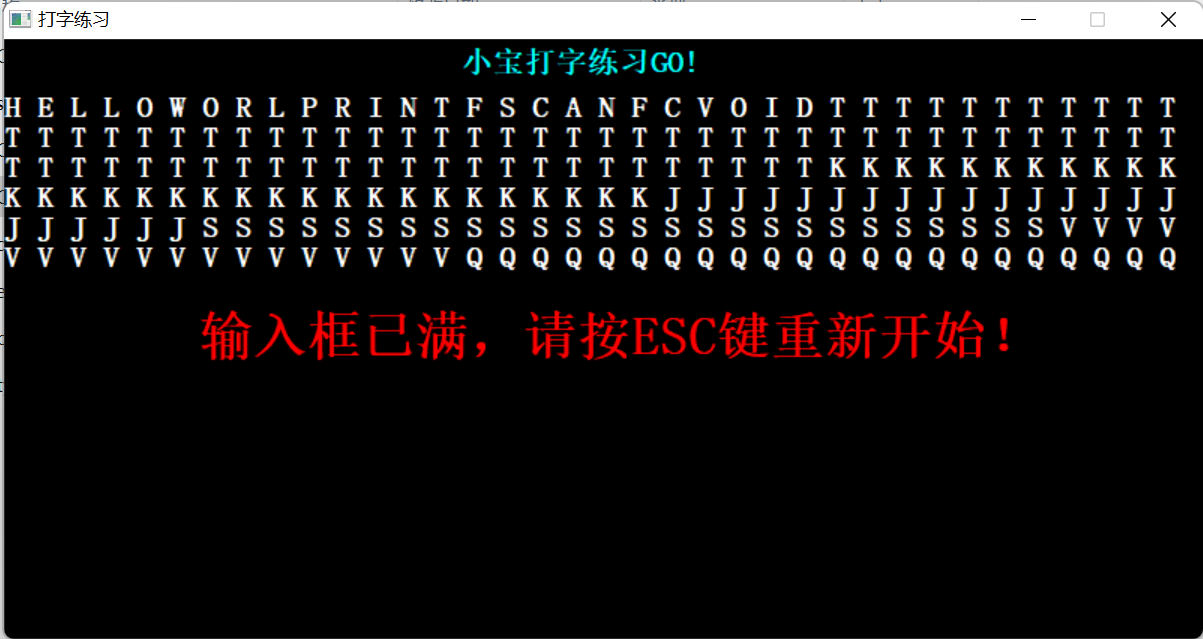 打字练习
小宝打字练习GO!
H E L L O W O R L P R I N T F S C A N F C V O I D T T T T T T T T T T T
T T T T T T T T T T T T T T T T T T T T T T T T T T T T T T T T T T T T
T T T T T T T T T T T T T T T T T T T T T T T T T K K K K K K K K K K K
K K K K K K K K K K K K K K K K K K K K J J J J J J J J J J J J J J J J
J J J J J J S S S S S S S S S S S S S S S S S S S S S S S S S S V V V V
V V V V V V V V V V V V V V Q Q Q Q Q Q Q Q Q Q Q Q Q Q Q Q Q Q Q Q Q Q
输入框已满，请按ESC键重新开始！